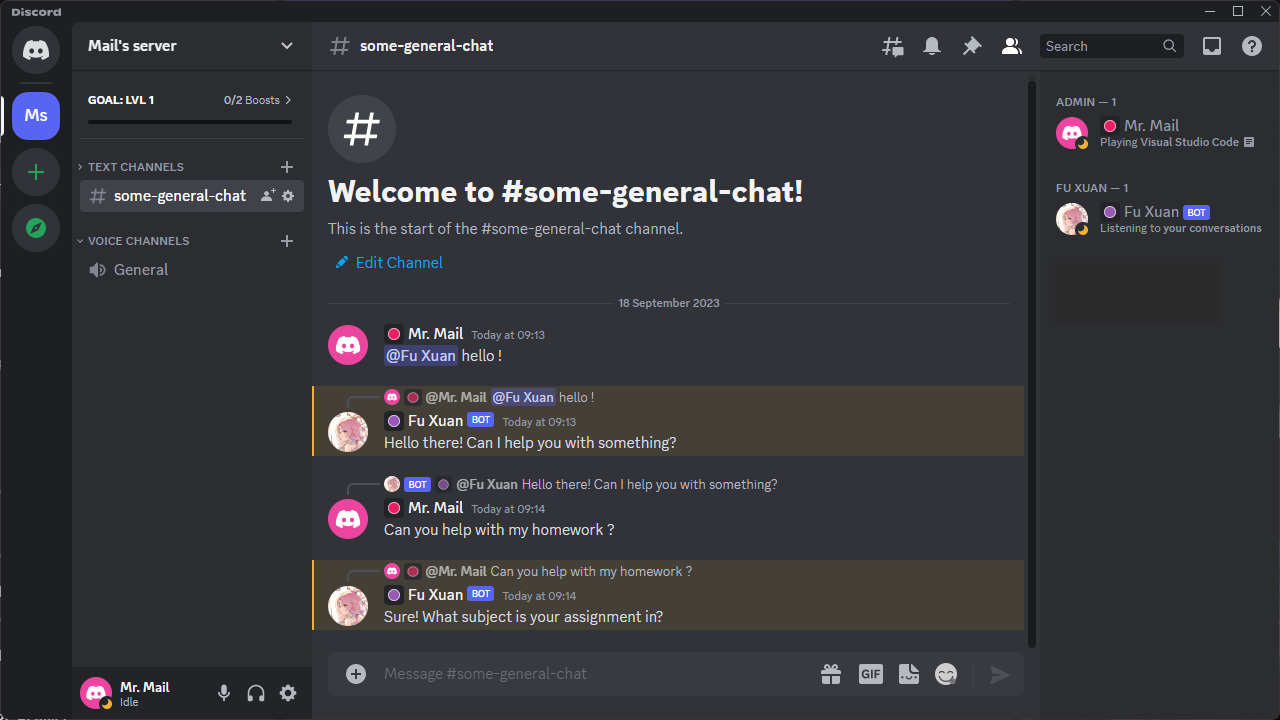 Discord
Mail's server
GOAL: LVL 1 0/2 Boosts
TEXT CHANNELS
some-general-chat
VOICE CHANNELS
General
Ms
Mr. Mail
Idle
# some-general-chat
Search
#
Welcome to #some-general-chat!
This is the start of the #some-general-chat channel.
Edit Channel
18 September 2023
Mr. Mail Today at 09:13
@Fu Xuan hello !
@Mr. Mail @Fu Xuan hello !
Fu Xuan BOT Today at 09:13
Hello there! Can I help you with something?
BOT @Fu Xuan Hello there! Can I help you with something?
Mr. Mail Today at 09:14
Can you help with my homework ?
@Mr. Mail Can you help with my homework ?
Fu Xuan BOT Today at 09:14
Sure! What subject is your assignment in?
Message #some-general-chat
GIF
ADMIN — 1
Mr. Mail
Playing Visual Studio Code
FU XUAN — 1
Fu Xuan BOT
Listening to your conversations